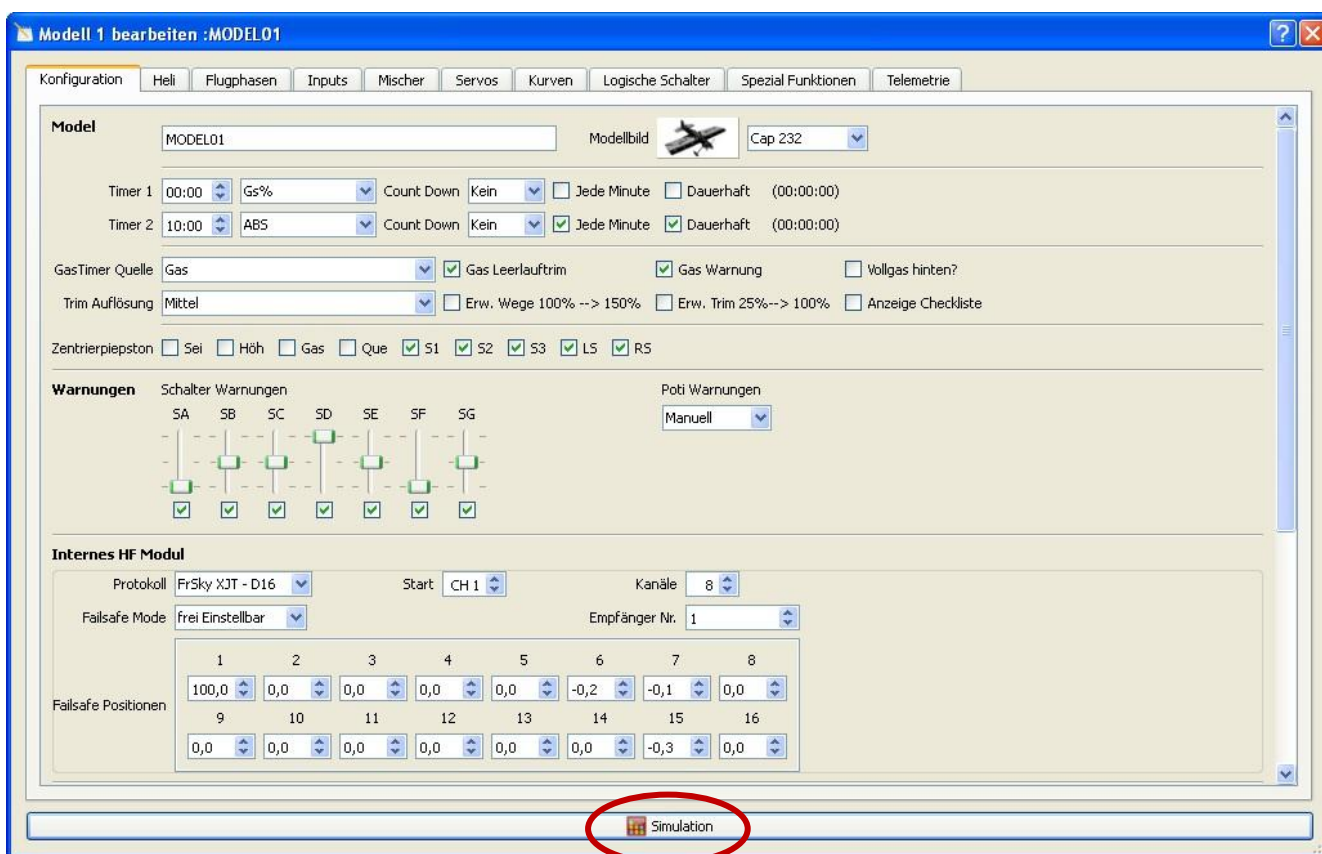 Modell 1 bearbeiten :MODEL01
Konfiguration Heli Flugphasen Inputs Mischer Servos Kurven Logische Schalter Spezial Funktionen Telemetrie
Model MODEL01 Modellbild Cap 232
Timer 1 00:00 Gs% Count Down Kein Jede Minute Dauerhaft (00:00:00)
Timer 2 10:00 ABS Count Down Kein Jede Minute Dauerhaft (00:00:00)
GasTimer Quelle Gas Gas Leerlauftrim Gas Warnung Vollgas hinten?
Trim Auflösung Mittel Erw. Wege 100% --> 150% Erw. Trim 25%--> 100% Anzeige Checkliste
Zentrierpiepston Sei Höh Gas Que S1 S2 S3 LS RS
Warnungen Schalter Warnungen Poti Warnungen
SA SB SC SD SE SF SG Manuell
Internes HF Modul
Protokoll FrSky XJT - D16 Start CH 1 Kanäle 8
Failsafe Mode frei Einstellbar Empfänger Nr. 1
1 2 3 4 5 6 7 8
100,0 0,0 0,0 0,0 0,0 -0,2 -0,1 0,0
Failsafe Positionen
9 10 11 12 13 14 15 16
0,0 0,0 0,0 0,0 0,0 0,0 -0,3 0,0
Simulation